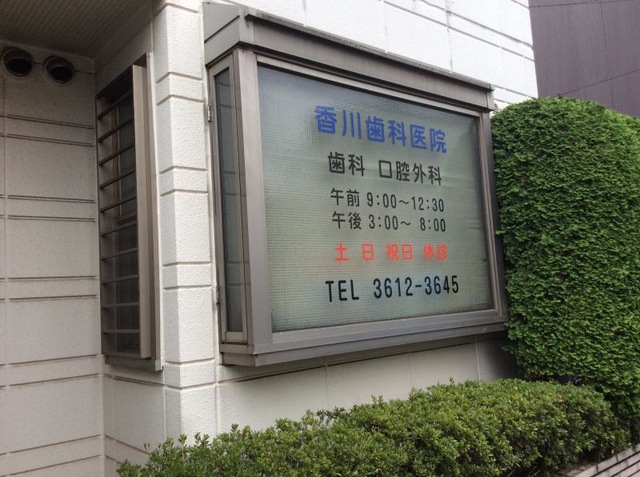 香川歯科医院
歯科 口腔外科
午前 9:00～12:30
午後 3:00～ 8:00
土 日 祝日 休診
TEL 3612-3645